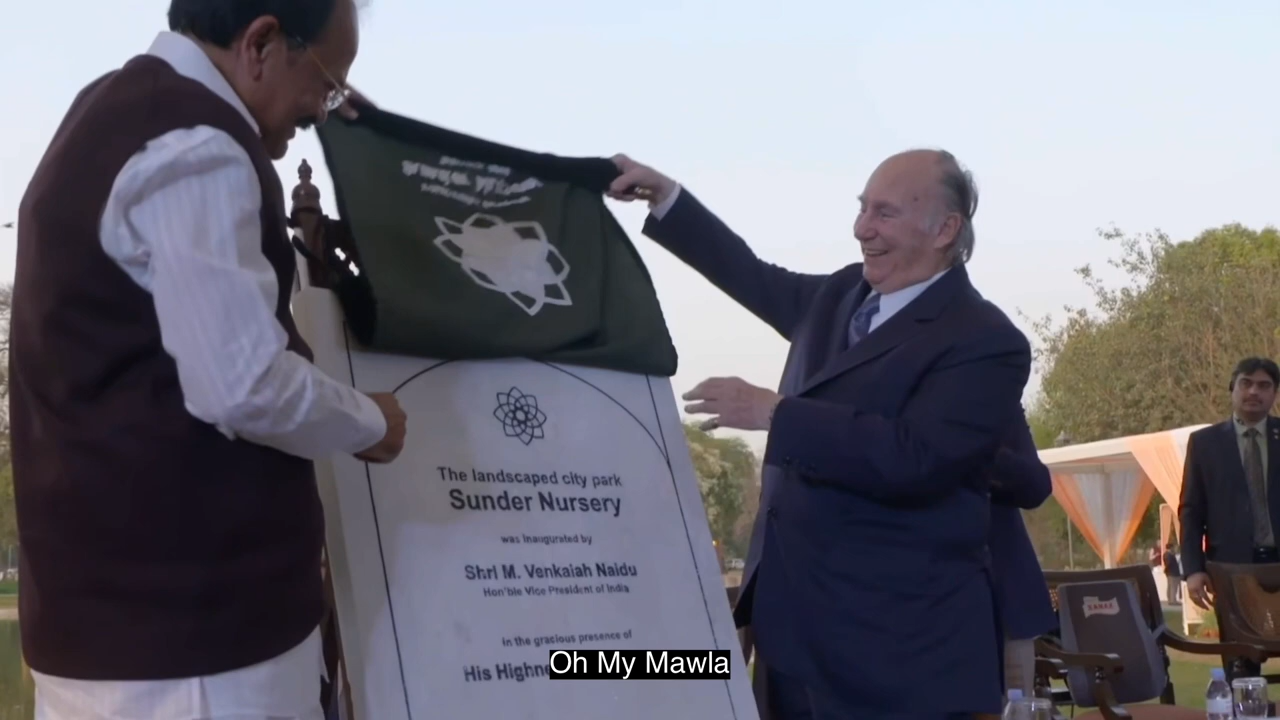 The landscaped city park
Sunder Nursery
was inaugurated by
Shri M. Venkaiah Naidu
Hon'ble Vice President of India
in the gracious presence of
His Highne
Oh My Mawla